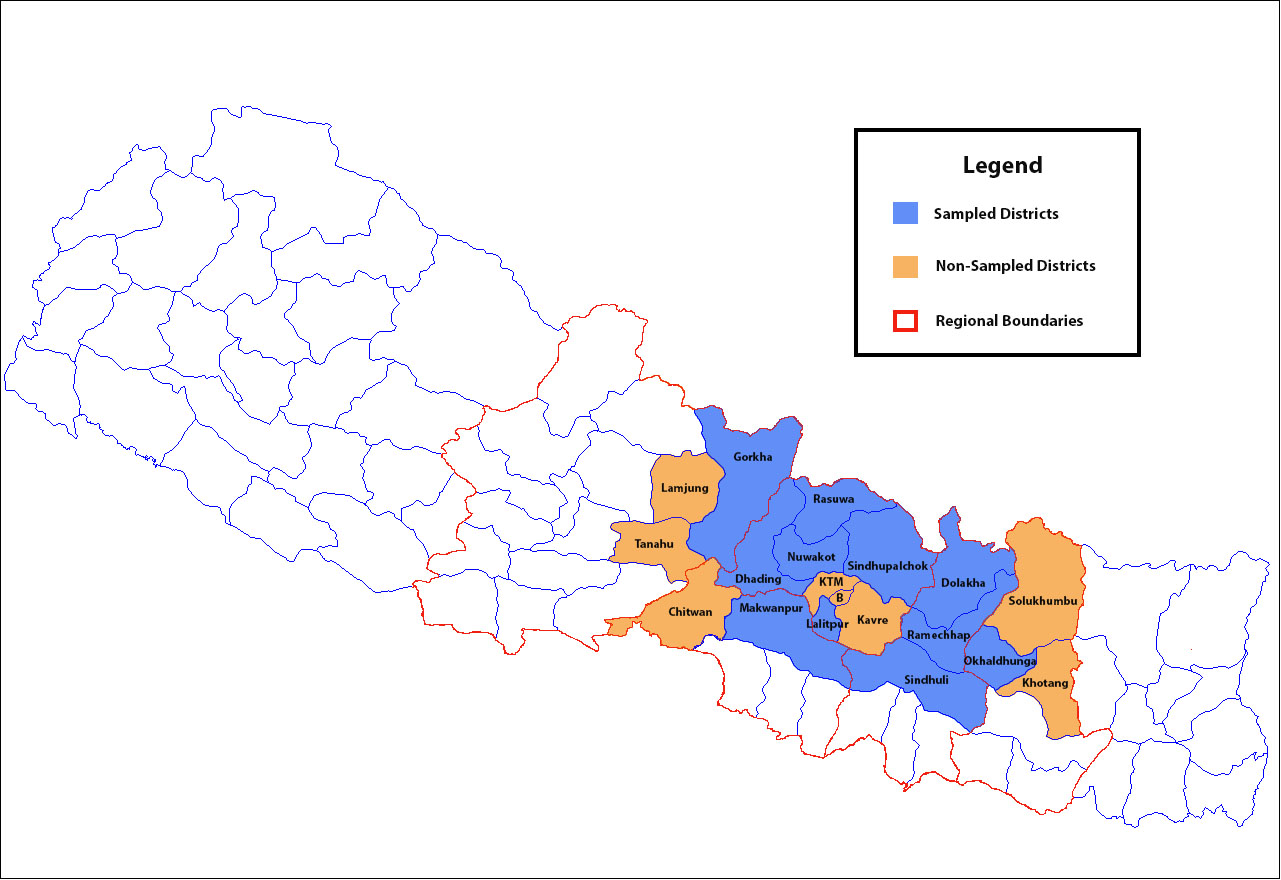 Legend
Sampled Districts
Non-Sampled Districts
Regional Boundaries
Gorkha
Lamjung
Rasuwa
Tanahu
Nuwakot
Sindhupalchok
Dhading
KTM
Dolakha
B
Solukhumbu
Makwanpur
Chitwan
Lalitpur
Kavre
Ramechhap
Okhaldhunga
Sindhuli
Khotang